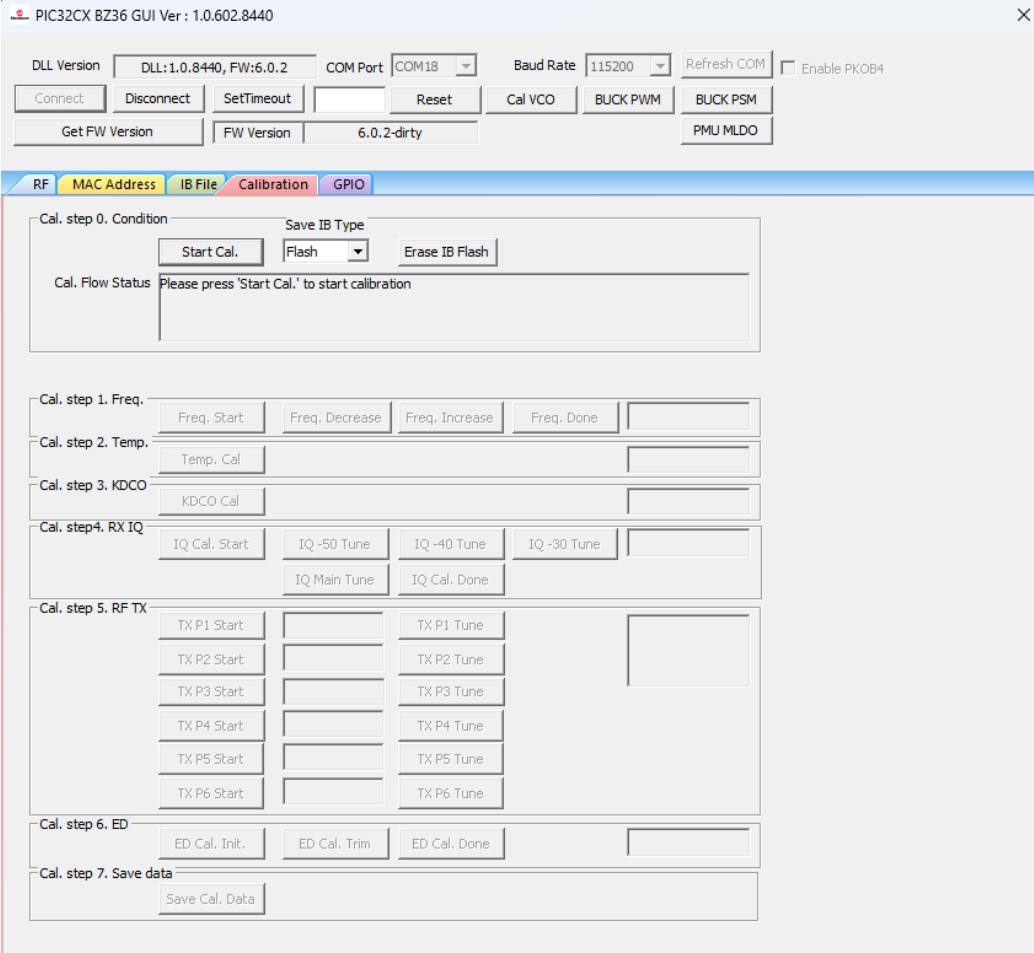 PIC32CX BZ36 GUI Ver : 1.0.602.8440
DLL Version DLL:1.0.8440, FW:6.0.2 COM Port COM18 Baud Rate 115200 Refresh COM Enable PKOB4
Connect Disconnect SetTimeout Reset Cal VCO BUCK PWM BUCK PSM
Get FW Version FW Version 6.0.2-dirty PMU MLDO
RF MAC Address IB File Calibration GPIO
Cal. step 0. Condition
Save IB Type
Start Cal. Flash Erase IB Flash
Cal. Flow Status Please press 'Start Cal.' to start calibration
Cal. step 1. Freq.
Freq. Start Freq. Decrease Freq. Increase Freq. Done
Cal. step 2. Temp.
Temp. Cal
Cal. step 3. KDCO
KDCO Cal
Cal. step4. RX IQ
IQ Cal. Start IQ -50 Tune IQ -40 Tune IQ -30 Tune
IQ Main Tune IQ Cal. Done
Cal. step 5. RF TX
TX P1 Start TX P1 Tune
TX P2 Start TX P2 Tune
TX P3 Start TX P3 Tune
TX P4 Start TX P4 Tune
TX P5 Start TX P5 Tune
TX P6 Start TX P6 Tune
Cal. step 6. ED
ED Cal. Init. ED Cal. Trim ED Cal. Done
Cal. step 7. Save data
Save Cal. Data